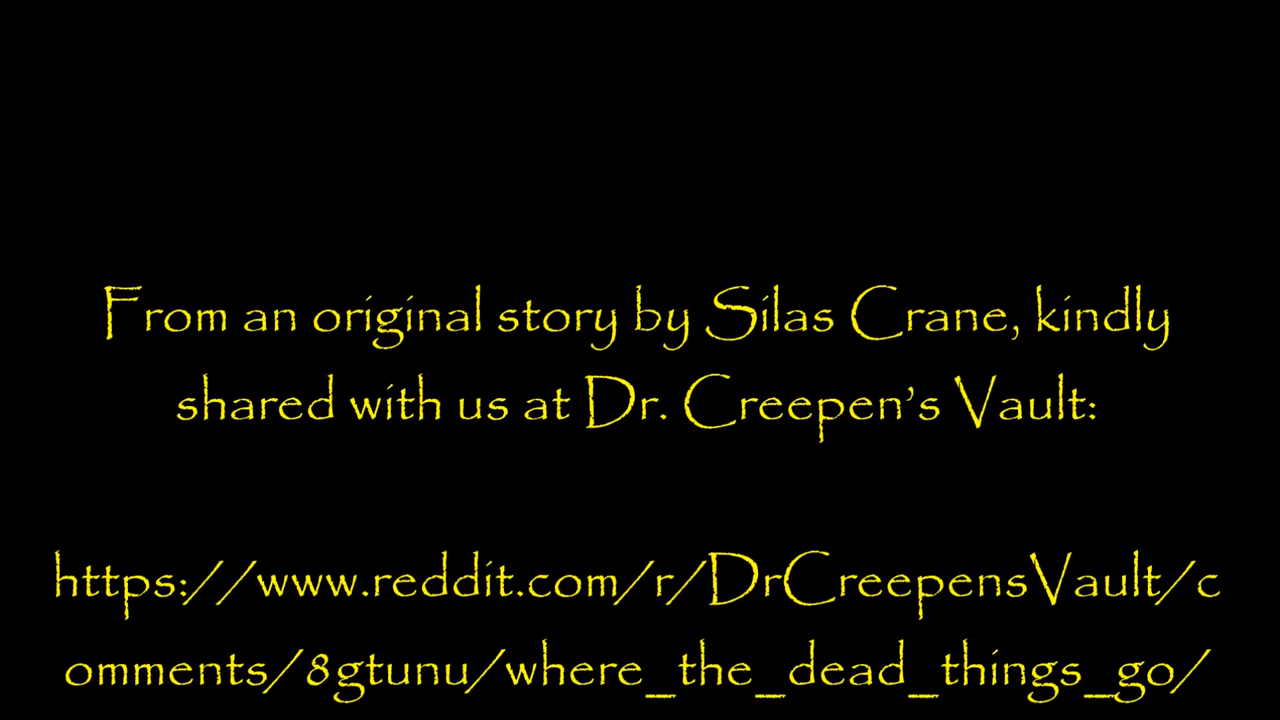 From an original story by Silas Crane, kindly
shared with us at Dr. Creepen’s Vault:
https://www.reddit.com/r/DrCreepensVault/c
omments/8gtunu/where_the_dead_things_go/